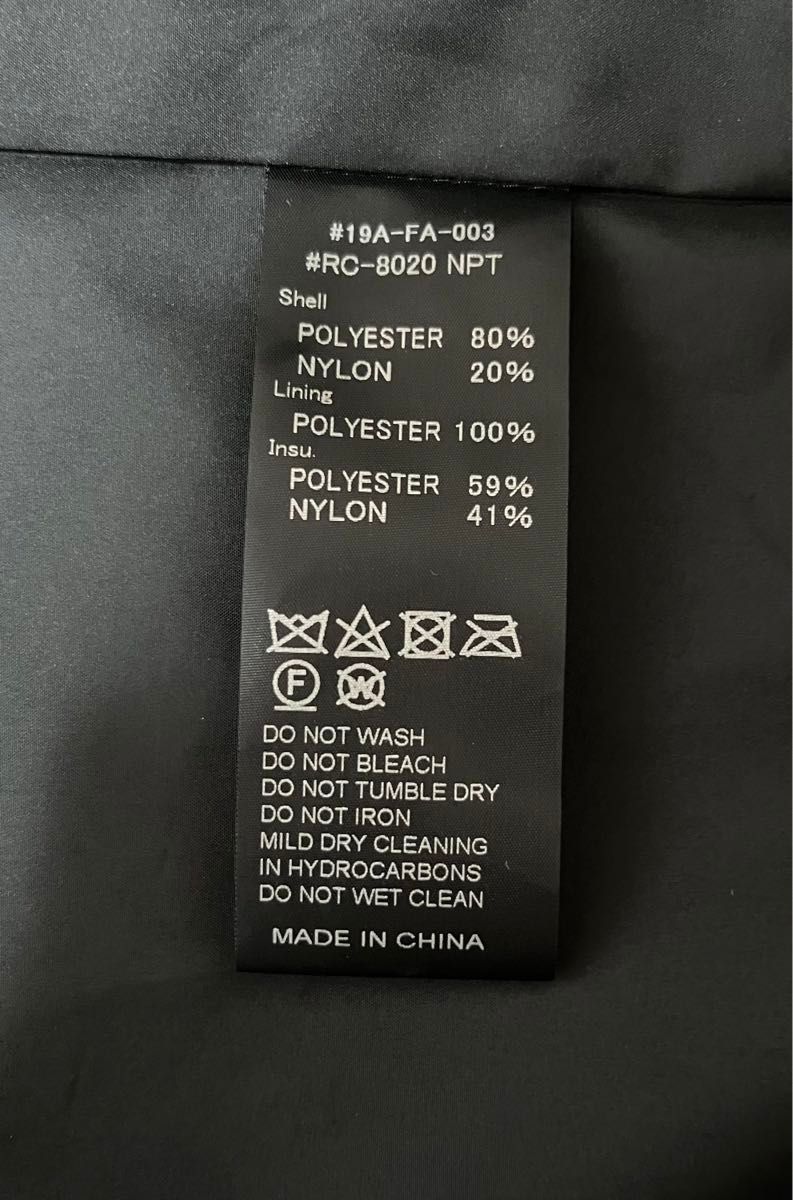 #19A-FA-003
#RC-8020 NPT
Shell
POLYESTER 80%
NYLON 20%
Lining
POLYESTER 100%
Insu.
POLYESTER 59%
NYLON 41%
F W
DO NOT WASH
DO NOT BLEACH
DO NOT TUMBLE DRY
DO NOT IRON
MILD DRY CLEANING
IN HYDROCARBONS
DO NOT WET CLEAN
MADE IN CHINA